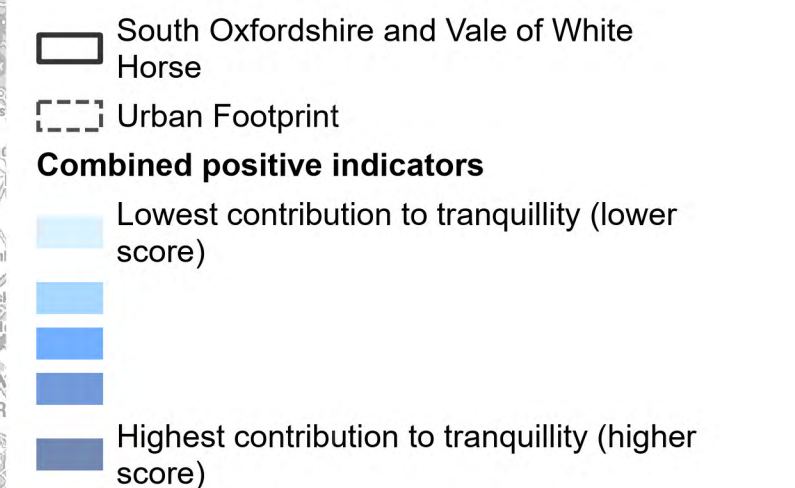 South Oxfordshire and Vale of White
Horse
Urban Footprint
Combined positive indicators
Lowest contribution to tranquillity (lower
score)
Highest contribution to tranquillity (higher
score)